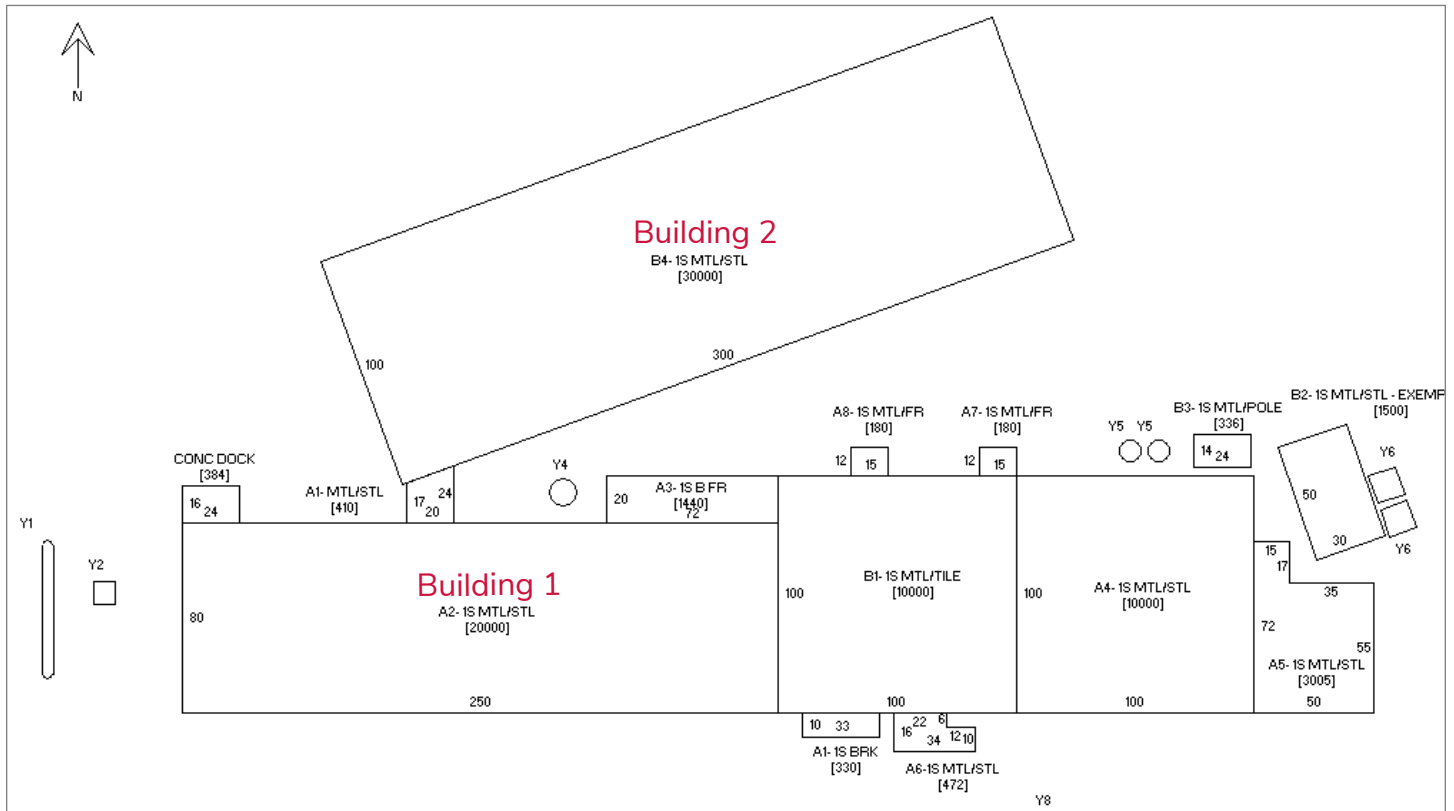 N
Building 2
B4- 1S MTL/STL
[30000]
100
300
A8- 1S MTL/FR
[180]
12
15
A7- 1S MTL/FR
[180]
12
15
Y5 Y5
B3- 1S MTL/POLE
[336]
14 24
B2- 1S MTL/STL - EXEMP
[1500]
50
30
Y6
Y6
CONC DOCK
[384]
16 24
A1- MTL/STL
[410]
17 24
20
Y4
20
A3- 1S B FR
[1440]
72
Y1
Y2
Building 1
A2- 1S MTL/STL
[20000]
80
250
B1- 1S MTL/TILE
[10000]
100
100
A4- 1S MTL/STL
[10000]
100
100
15
17
35
72
55
A5- 1S MTL/STL
[3005]
50
10 33
A1- 1S BRK
[330]
16 22 6
34 12 10
A6-1S MTL/STL
[472]
Y8